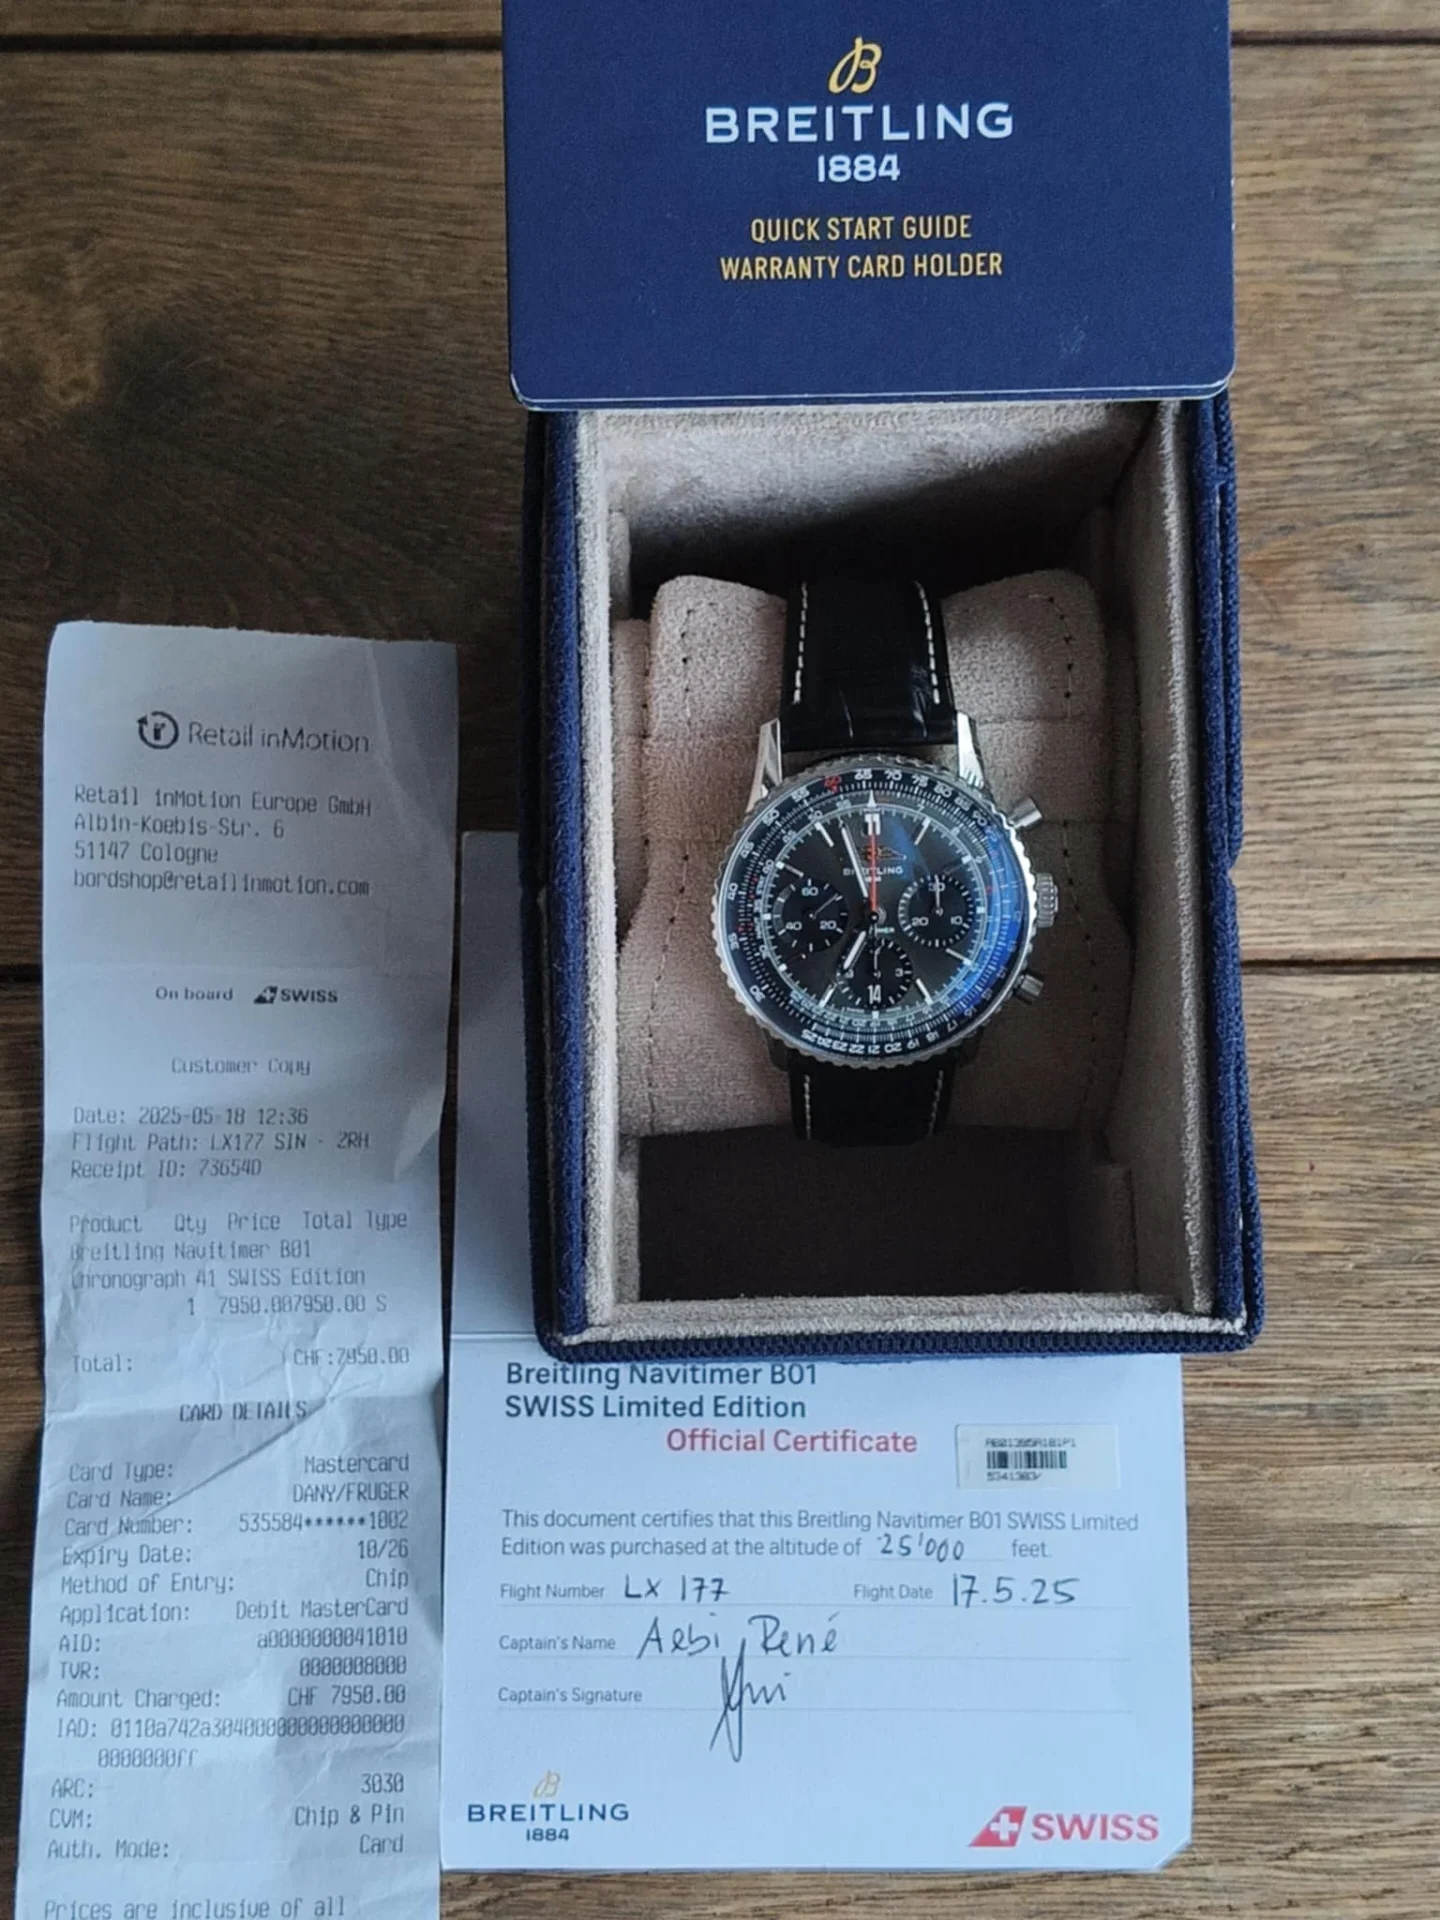 BREITLING
1884
QUICK START GUIDE
WARRANTY CARD HOLDER
BREITLING
Retail inMotion
Retail inMotion Europe GmbH
Albin-Koebis-Str. 6
51147 Cologne
bordshop@retailinmotion.com
On board SWISS
Customer Copy
Date: 2025-05-18 12:36
Flight Path: LX177 SIN - ZRH
Receipt ID: 73654D
Product Qty Price Total Type
Breitling Navitimer B01
Chronograph 41 SWISS Edition
1 7950.007950.00 S
Total: CHF:7950.00
CARD DETAILS
Card Type: Mastercard
Card Name: DANY/FRUGER
Card Number: 535584******1002
Expiry Date: 10/26
Method of Entry: Chip
Application: Debit MasterCard
AID: a0000000041010
TVR: 0000008000
Amount Charged: CHF 7950.00
IAD:
0000000ff
ARC: 3030
CVM: Chip & Pin
Auth. Mode: Card
Prices are inclusive of all
Breitling Navitimer B01
SWISS Limited Edition
Official Certificate
This document certifies that this Breitling Navitimer B01 SWISS Limited
Edition was purchased at the altitude of 25'000 feet.
Flight Number LX 177 Flight Date 17.5.25
Captain's Name Aebi, René
Captain's Signature
BREITLING
1884
SWISS